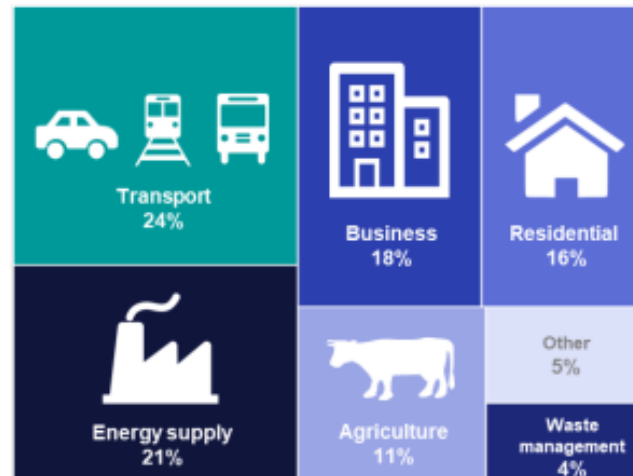 Transport
24%
Business
18%
Residential
16%
Energy supply
21%
Agriculture
11%
Other
5%
Waste
management
4%